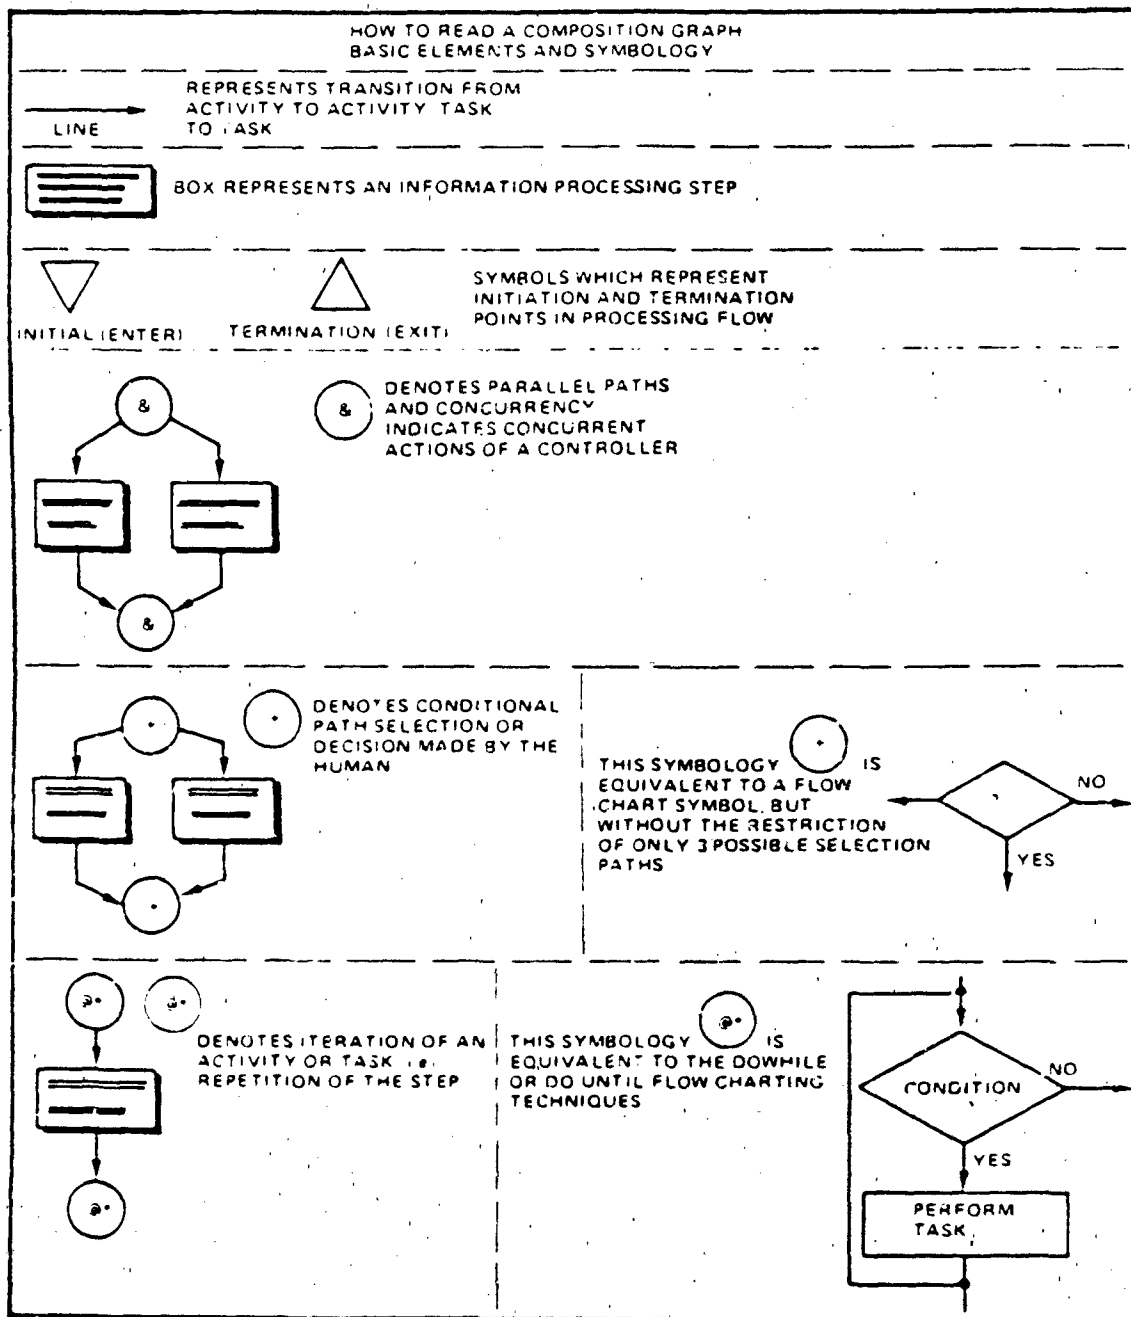 HOW TO READ A COMPOSITION GRAPH
BASIC ELEMENTS AND SYMBOLOGY
REPRESENTS TRANSITION FROM
ACTIVITY TO ACTIVITY TASK
TO TASK
LINE
BOX REPRESENTS AN INFORMATION PROCESSING STEP
SYMBOLS WHICH REPRESENT
INITIATION AND TERMINATION
POINTS IN PROCESSING FLOW
INITIAL (ENTER)
TERMINATION (EXIT)
&
&
DENOTES PARALLEL PATHS
AND CONCURRENCY
INDICATES CONCURRENT
ACTIONS OF A CONTROLLER
&
DENOTES CONDITIONAL
PATH SELECTION OR
DECISION MADE BY THE
HUMAN
THIS SYMBOLOGY IS
EQUIVALENT TO A FLOW
CHART SYMBOL, BUT
WITHOUT THE RESTRICTION
OF ONLY 3 POSSIBLE SELECTION
PATHS
NO
YES
DENOTES ITERATION OF AN
ACTIVITY OR TASK i.e.
REPETITION OF THE STEP
@
THIS SYMBOLOGY @ IS
EQUIVALENT TO THE DOWHILE
OR DO UNTIL FLOW CHARTING
TECHNIQUES
CONDITION
NO
YES
PERFORM
TASK